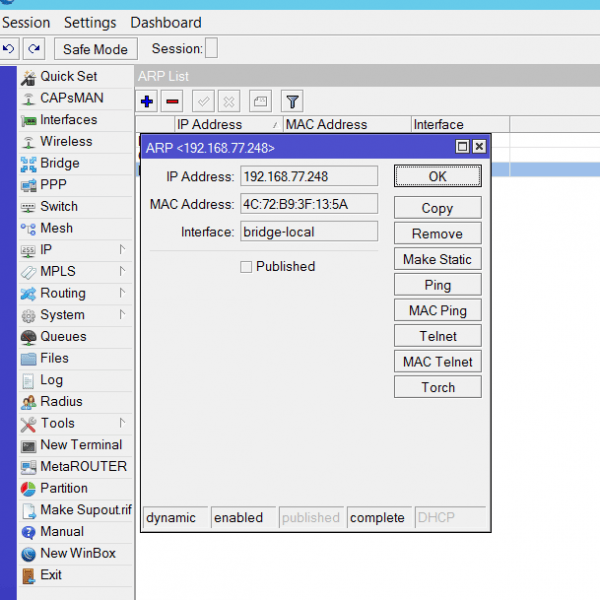 Session Settings Dashboard
Safe Mode Session:
Quick Set
CAPsMAN
Interfaces
Wireless
Bridge
PPP
Switch
Mesh
IP
MPLS
Routing
System
Queues
Files
Log
Radius
Tools
New Terminal
MetaROUTER
Partition
Make Supout.rif
Manual
New WinBox
Exit
ARP List
IP Address MAC Address Interface
ARP <192.168.77.248>
IP Address: 192.168.77.248
MAC Address: 4C:72:B9:3F:13:5A
Interface: bridge-local
Published
OK
Copy
Remove
Make Static
Ping
MAC Ping
Telnet
MAC Telnet
Torch
dynamic enabled published complete DHCP